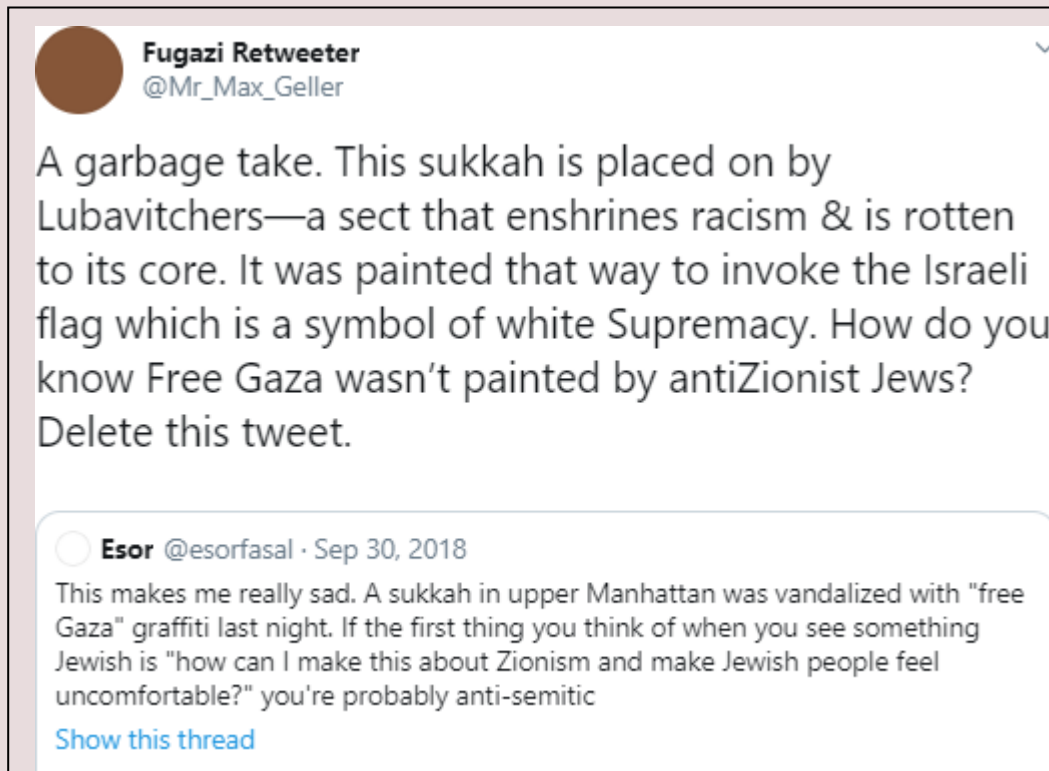 Fugazi Retweeter
@Mr_Max_Geller
A garbage take. This sukkah is placed on by
Lubavitchers—a sect that enshrines racism & is rotten
to its core. It was painted that way to invoke the Israeli
flag which is a symbol of white Supremacy. How do you
know Free Gaza wasn’t painted by antiZionist Jews?
Delete this tweet.
Esor @esorfasal · Sep 30, 2018
This makes me really sad. A sukkah in upper Manhattan was vandalized with "free
Gaza" graffiti last night. If the first thing you think of when you see something
Jewish is "how can I make this about Zionism and make Jewish people feel
uncomfortable?" you're probably anti-semitic
Show this thread